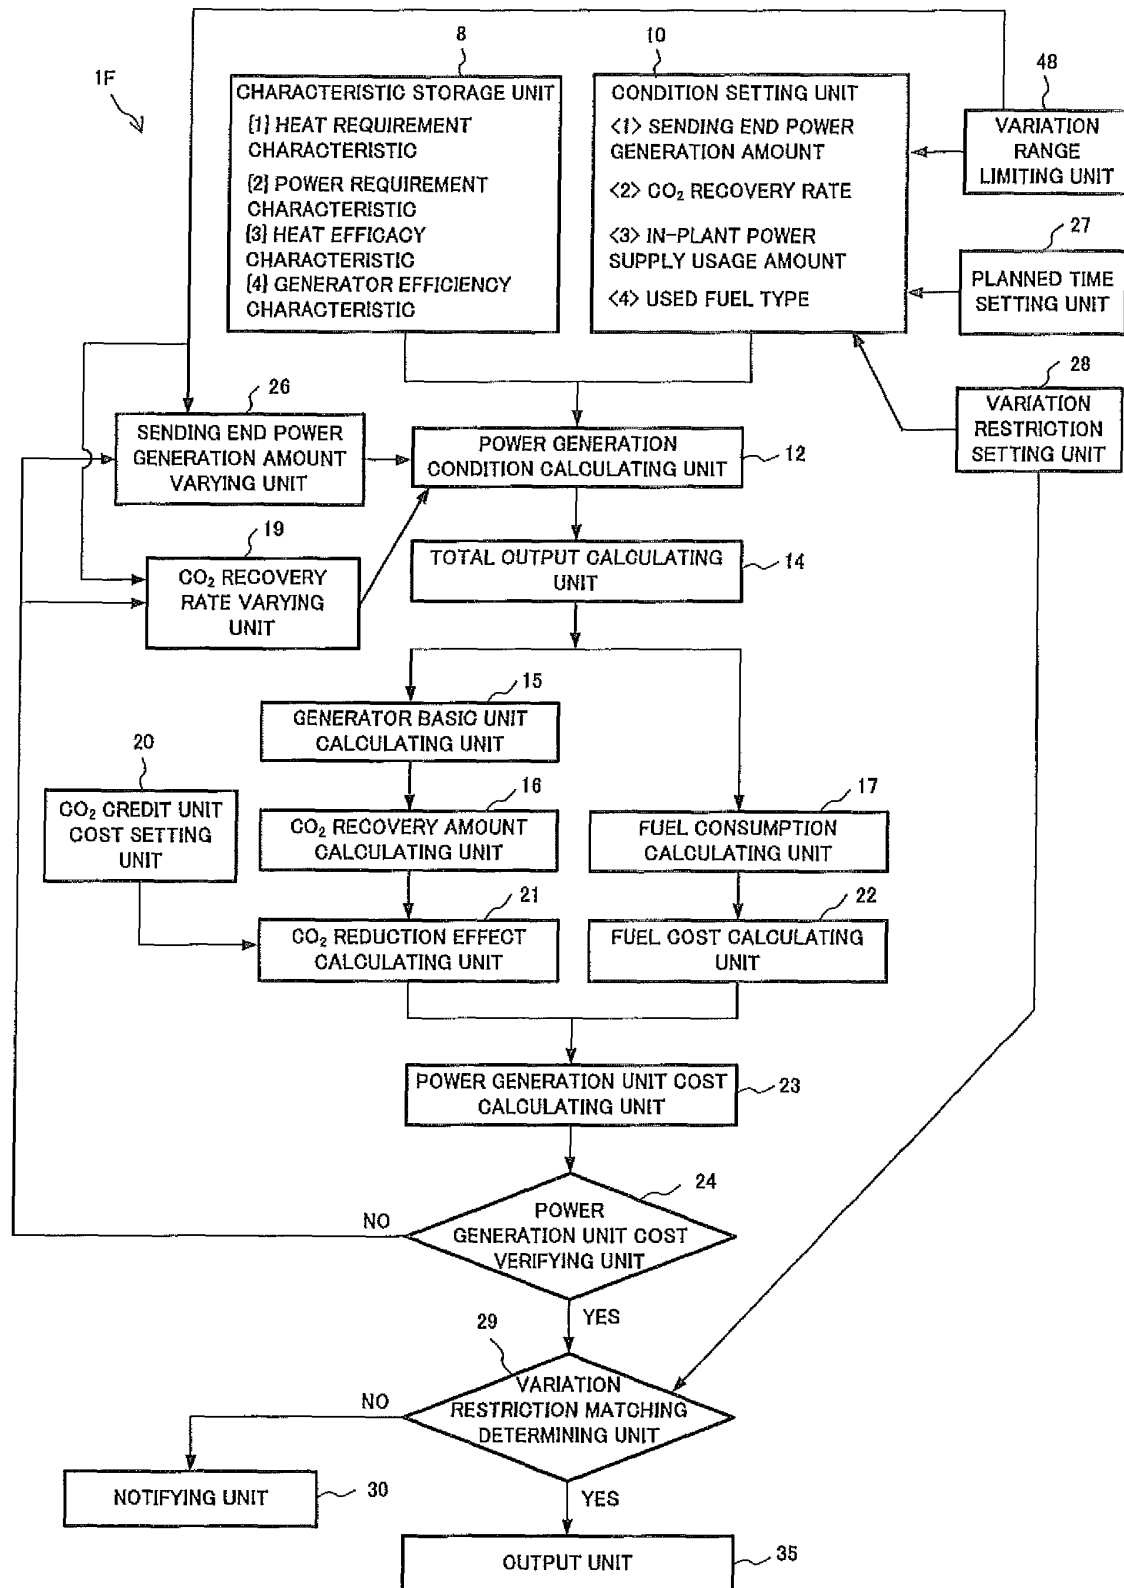 1F
8
CHARACTERISTIC STORAGE UNIT
{1} HEAT REQUIREMENT
CHARACTERISTIC
{2} POWER REQUIREMENT
CHARACTERISTIC
{3} HEAT EFFICACY
CHARACTERISTIC
{4} GENERATOR EFFICIENCY
CHARACTERISTIC
10
CONDITION SETTING UNIT
<1> SENDING END POWER
GENERATION AMOUNT
<2> CO₂ RECOVERY RATE
<3> IN-PLANT POWER
SUPPLY USAGE AMOUNT
<4> USED FUEL TYPE
48
VARIATION
RANGE
LIMITING UNIT
27
PLANNED TIME
SETTING UNIT
28
VARIATION
RESTRICTION
SETTING UNIT
26
SENDING END POWER
GENERATION AMOUNT
VARYING UNIT
POWER GENERATION
CONDITION CALCULATING UNIT
12
19
CO₂ RECOVERY
RATE VARYING
UNIT
TOTAL OUTPUT CALCULATING
UNIT
14
15
GENERATOR BASIC UNIT
CALCULATING UNIT
20
CO₂ CREDIT UNIT
COST SETTING
UNIT
16
CO₂ RECOVERY AMOUNT
CALCULATING UNIT
17
FUEL CONSUMPTION
CALCULATING UNIT
21
CO₂ REDUCTION EFFECT
CALCULATING UNIT
22
FUEL COST CALCULATING
UNIT
POWER GENERATION UNIT COST
CALCULATING UNIT
23
24
POWER
GENERATION UNIT COST
VERIFYING UNIT
NO
YES
29
VARIATION
RESTRICTION MATCHING
DETERMINING UNIT
NO
YES
NOTIFYING UNIT
30
OUTPUT UNIT
35